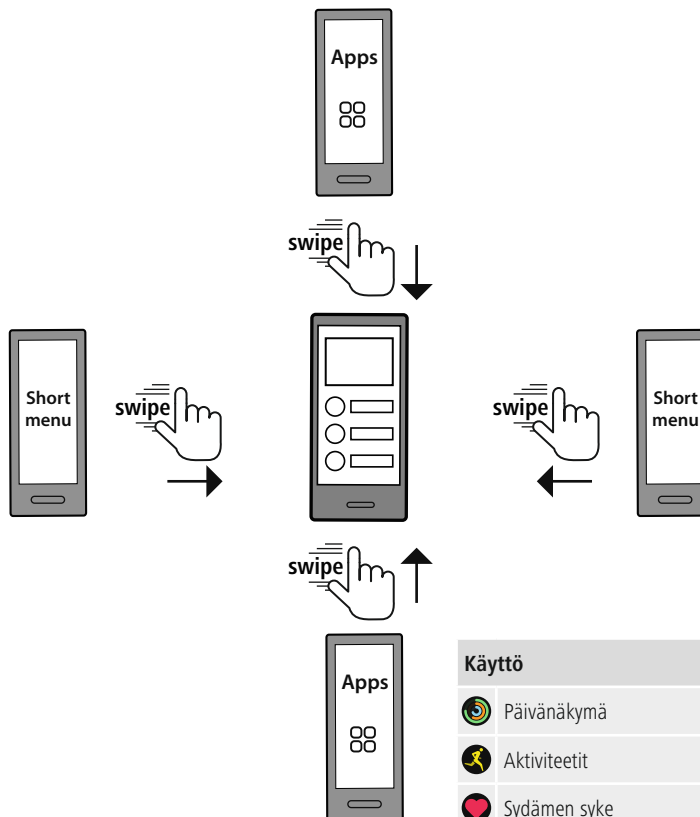 Apps
swipe
Short
menu
swipe
swipe
Short
menu
swipe
Apps
Käyttö
Päivänäkymä
Aktiviteetit
Sydämen syke